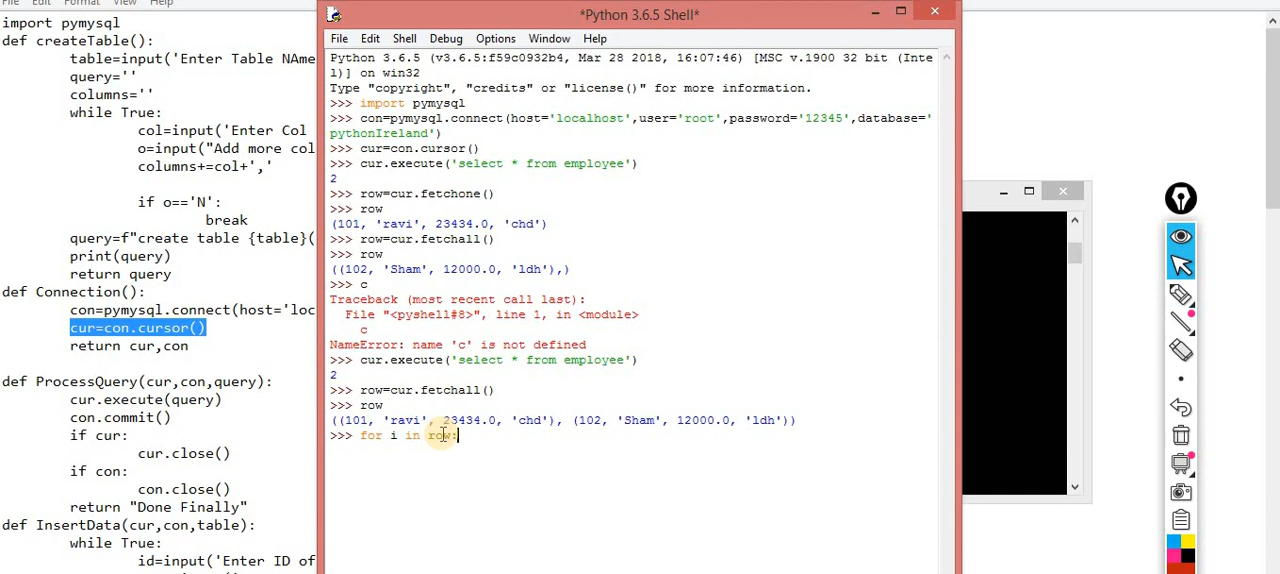 Edit Format View Help
import pymysql
def createTable():
table=input('Enter Table NAme
query=''
columns=''
while True:
col=input('Enter Col
o=input("Add more col
columns+=col+','
if o=='N':
break
query=f"create table {table}(
print(query)
return query
def Connection():
con=pymysql.connect(host='loc
cur=con.cursor()
return cur,con
def ProcessQuery(cur,con,query):
cur.execute(query)
con.commit()
if cur:
cur.close()
if con:
con.close()
return "Done Finally"
def InsertData(cur,con,table):
while True:
id=input('Enter ID of
*Python 3.6.5 Shell*
File Edit Shell Debug Options Window Help
Python 3.6.5 (v3.6.5:f59c0932b4, Mar 28 2018, 16:07:46) [MSC v.1900 32 bit (Inte
l)] on win32
Type "copyright", "credits" or "license()" for more information.
>>> import pymysql
>>> con=pymysql.connect(host='localhost',user='root',password='12345',database='
pythonIreland')
>>> cur=con.cursor()
>>> cur.execute('select * from employee')
2
>>> row=cur.fetchone()
>>> row
(101, 'ravi', 23434.0, 'chd')
>>> row=cur.fetchall()
>>> row
((102, 'Sham', 12000.0, 'ldh'),)
>>> c
Traceback (most recent call last):
File "<pyshell#8>", line 1, in <module>
c
NameError: name 'c' is not defined
>>> cur.execute('select * from employee')
2
>>> row=cur.fetchall()
>>> row
((101, 'ravi', 23434.0, 'chd'), (102, 'Sham', 12000.0, 'ldh'))
>>> for i in row: